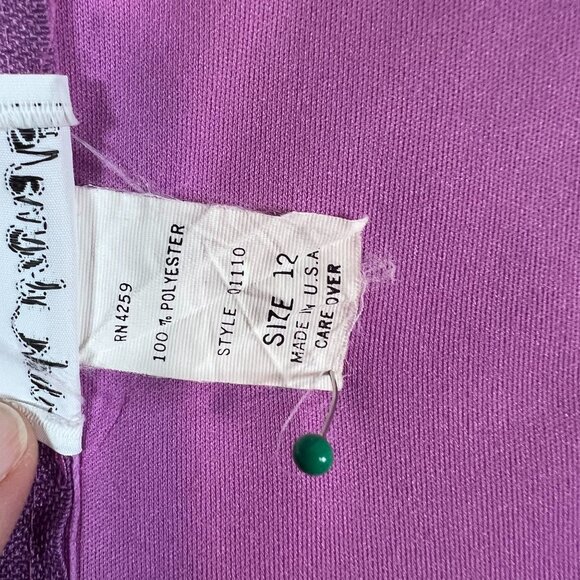 RN 4259
100 % POLYESTER
STYLE 01110
SIZE 12
MADE IN U.S.A
CARE OVER